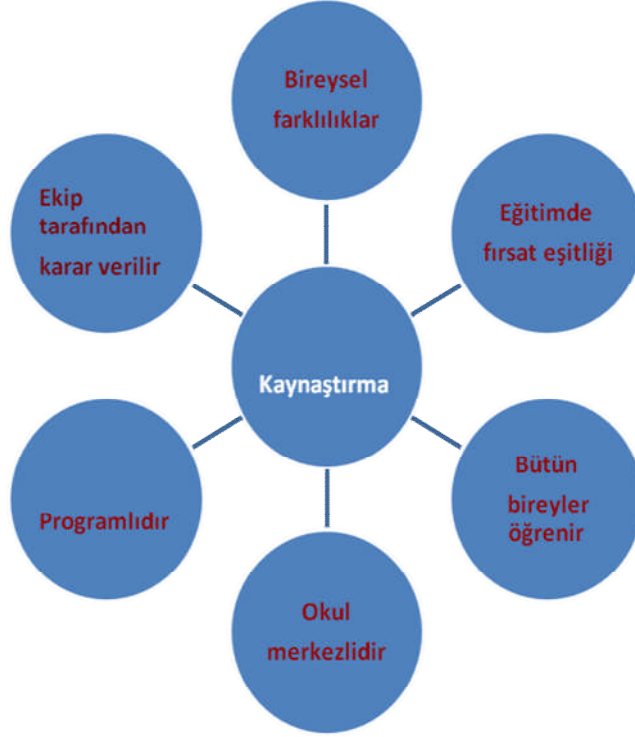 Bireysel
farklılıklar
Eğitimde
fırsat eşitliği
Bütün
bireyler
öğrenir
Okul
merkezlidir
Programlıdır
Ekip
tarafından
karar verilir
Kaynaştırma